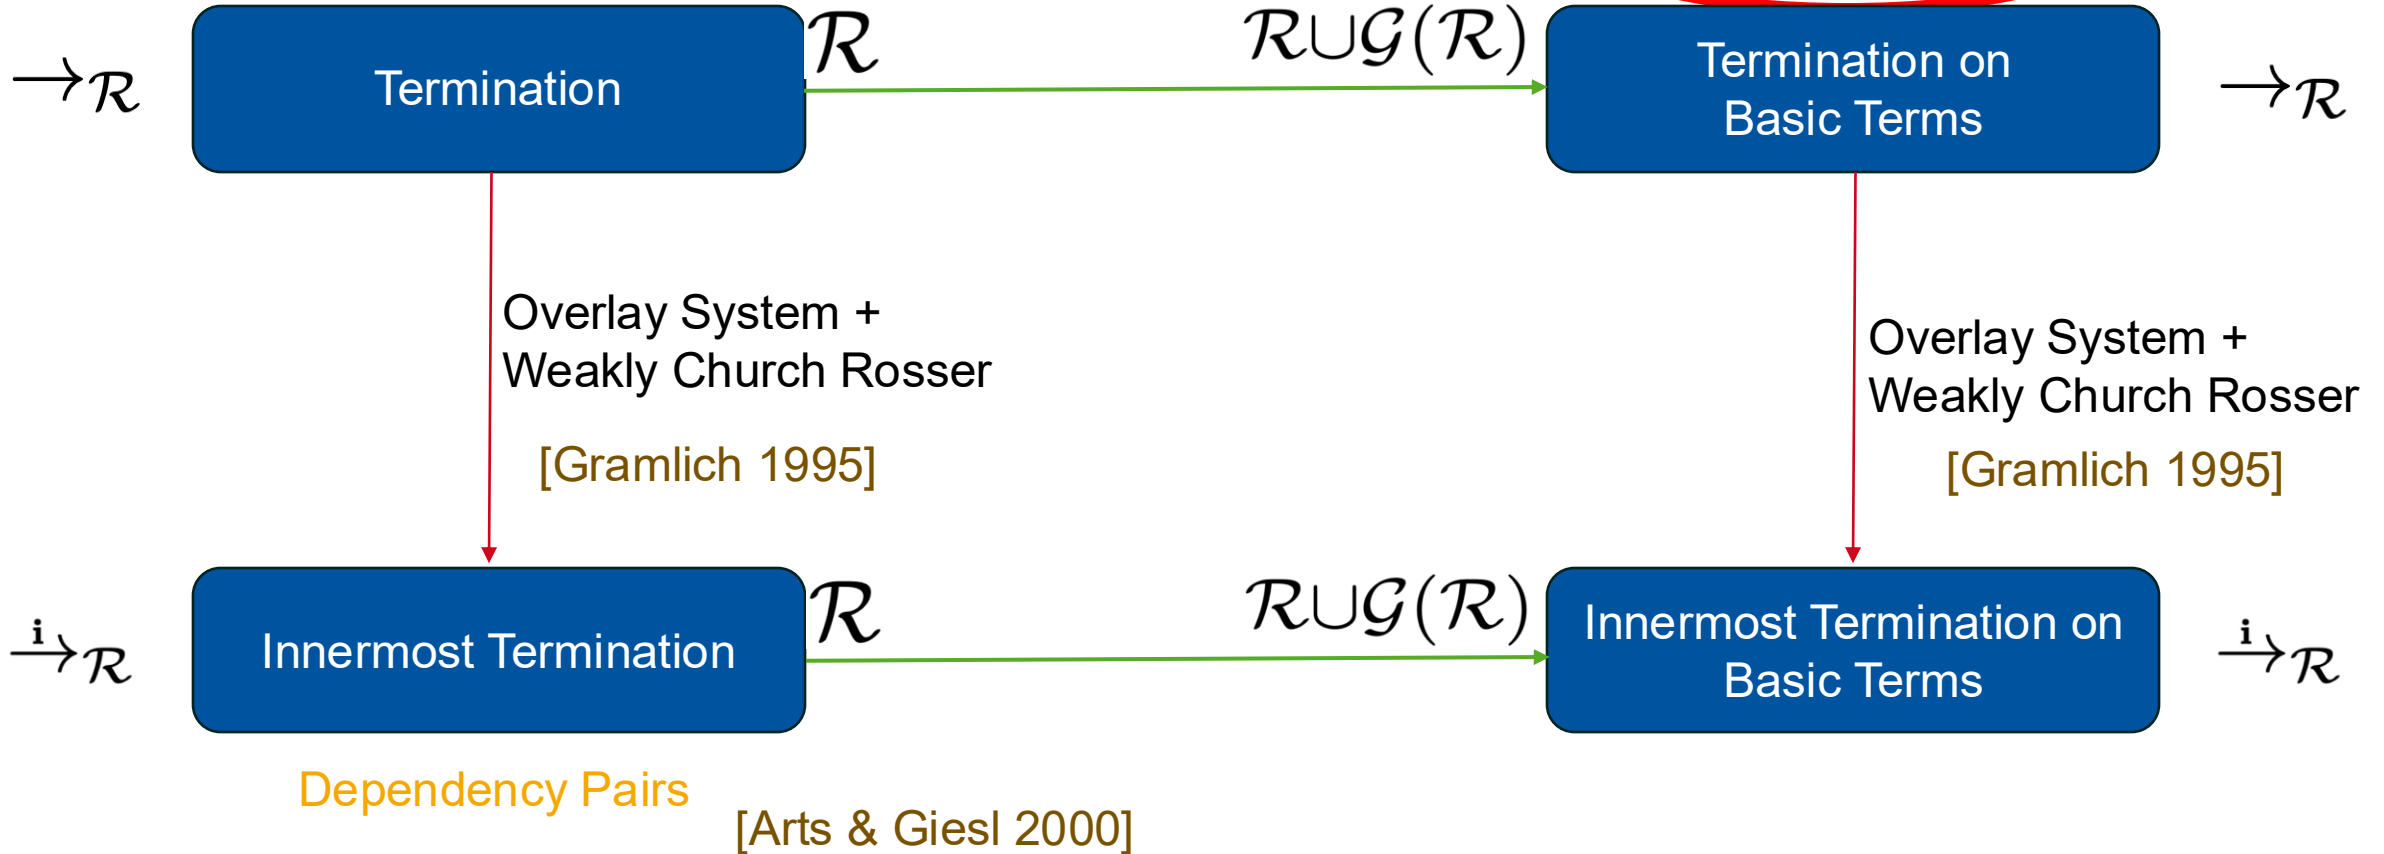 →ℛ
Termination
ℛ
ℛ∪𝒢(ℛ)
Termination on
Basic Terms
→ℛ
Overlay System +
Weakly Church Rosser
[Gramlich 1995]
Overlay System +
Weakly Church Rosser
[Gramlich 1995]
i→ℛ
Innermost Termination
ℛ
ℛ∪𝒢(ℛ)
Innermost Termination on
Basic Terms
i→ℛ
Dependency Pairs
[Arts & Giesl 2000]